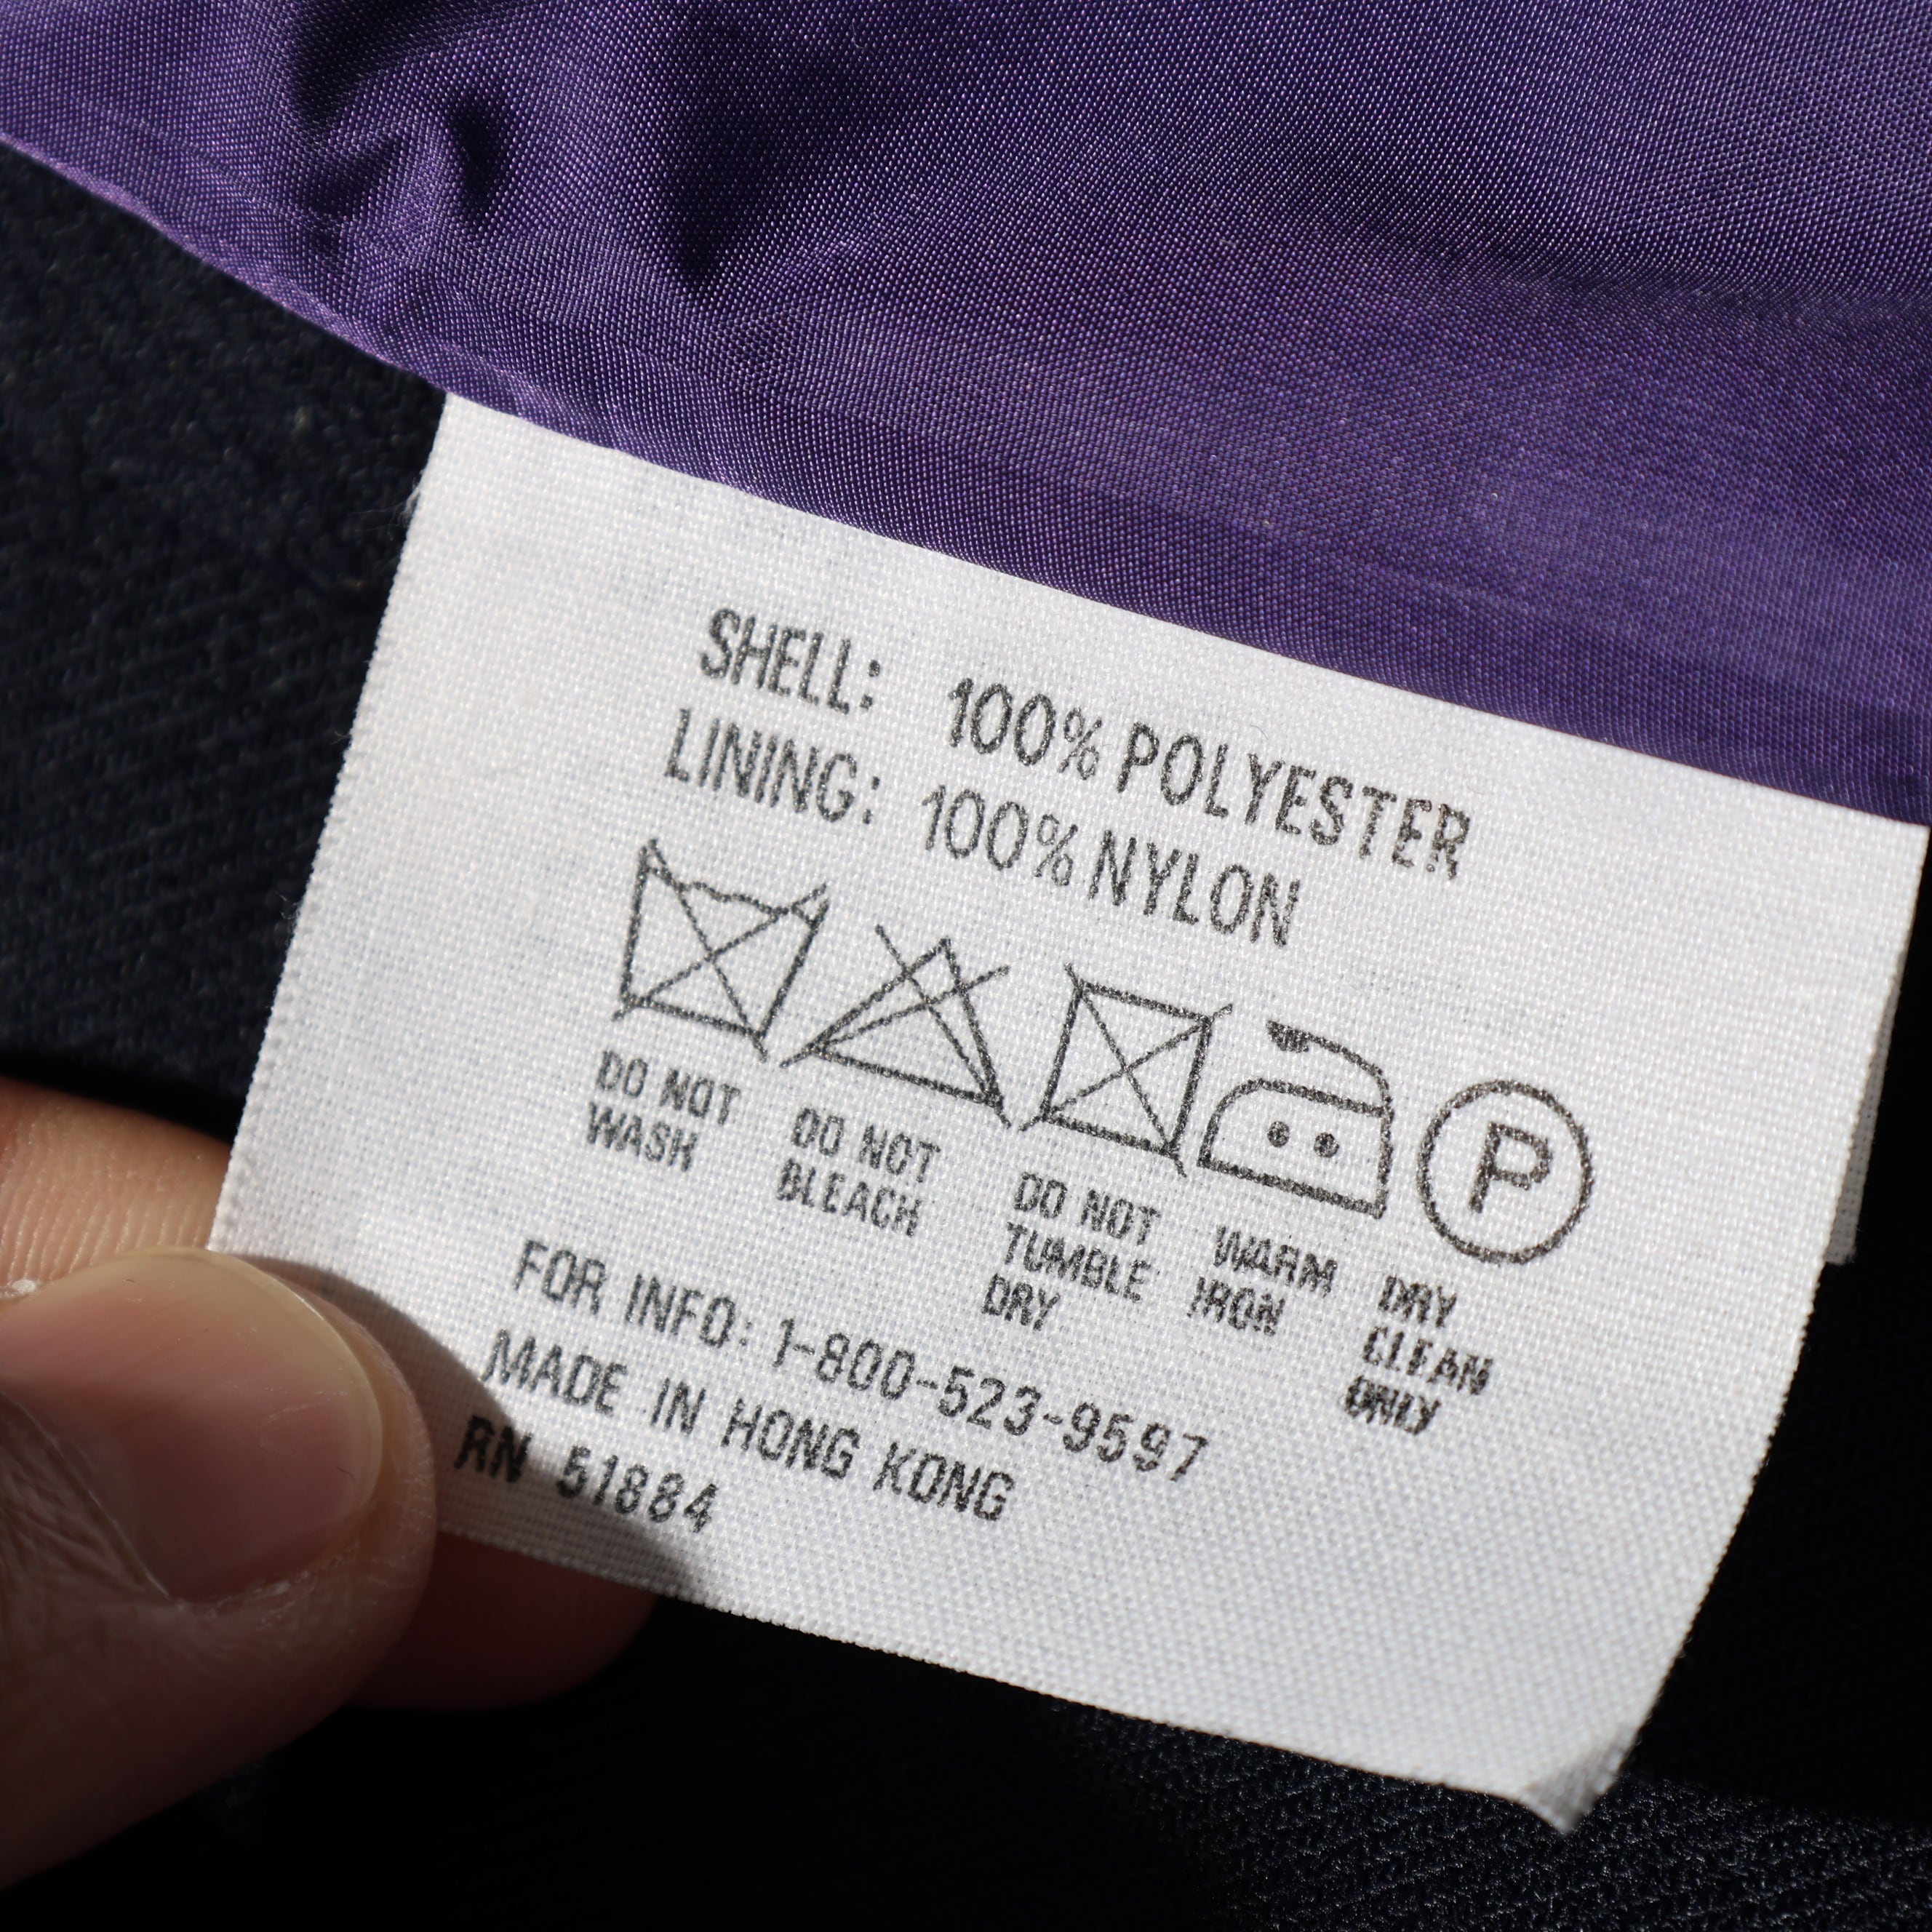 SHELL: 100% POLYESTER
LINING: 100% NYLON
P
DO NOT
WASH
DO NOT
BLEACH
DO NOT
TUMBLE
DRY
WARM
IRON
DRY
CLEAN
ONLY
FOR INFO: 1-800-523-9597
MADE IN HONG KONG
RN 51884